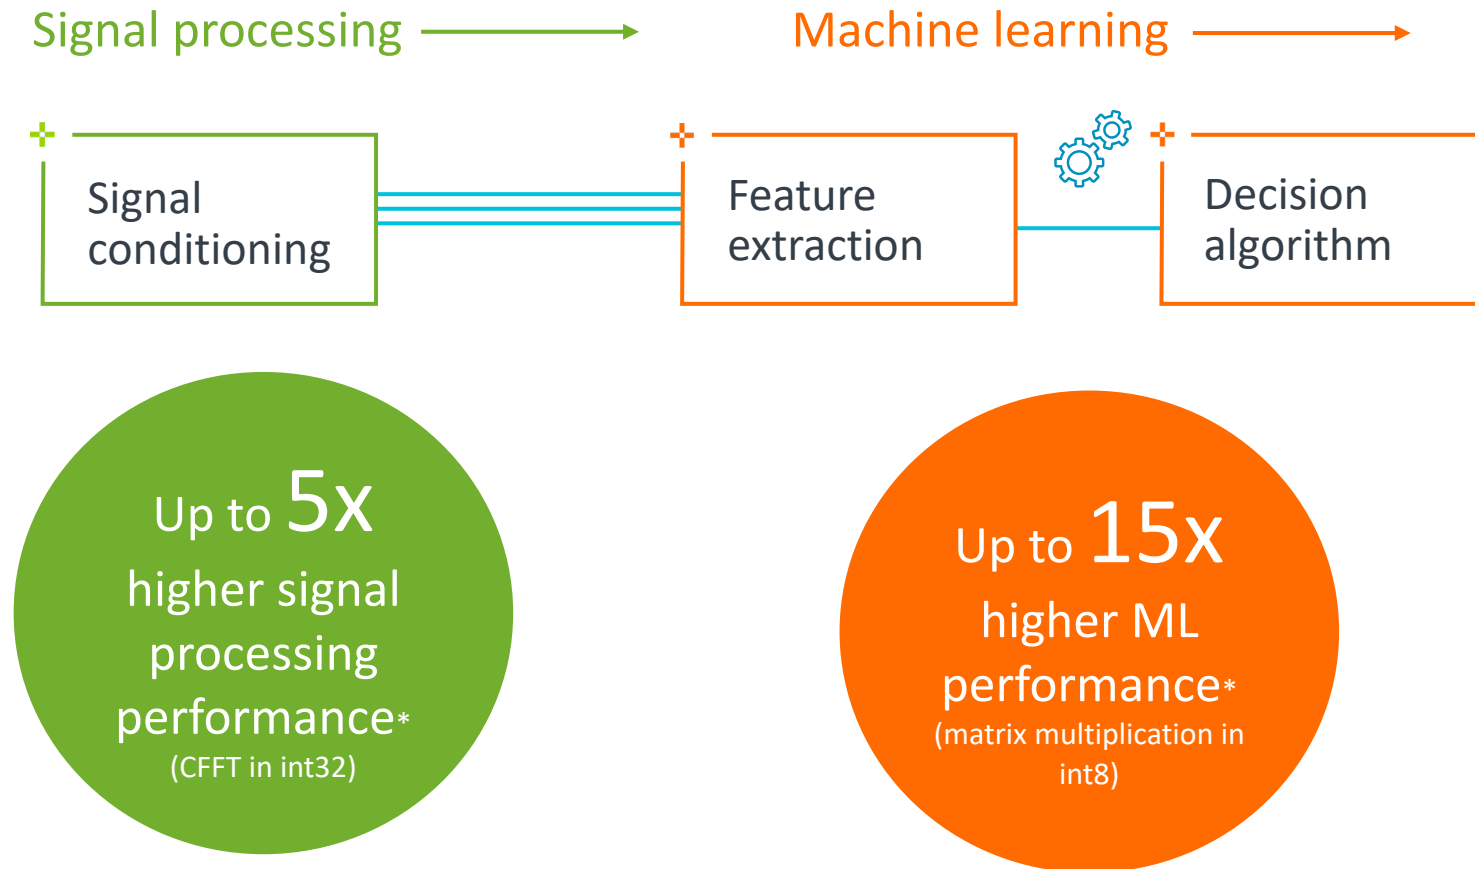 Signal processing
Machine learning
Signal
conditioning
Feature
extraction
Decision
algorithm
Up to 5x
higher signal
processing
performance*
(CFFT in int32)
Up to 15x
higher ML
performance*
(matrix multiplication in
int8)